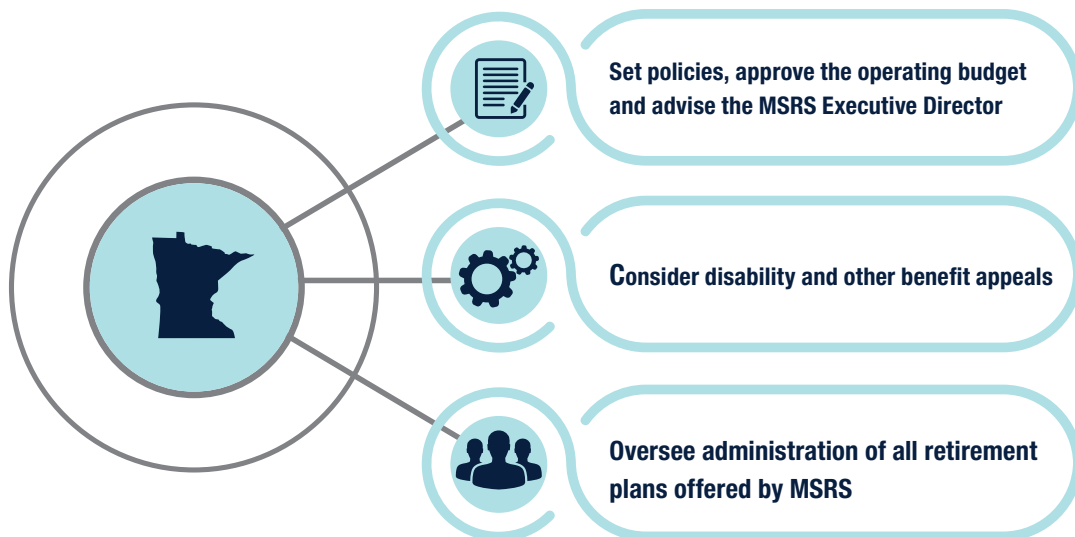 Set policies, approve the operating budget
and advise the MSRS Executive Director
Consider disability and other benefit appeals
Oversee administration of all retirement
plans offered by MSRS